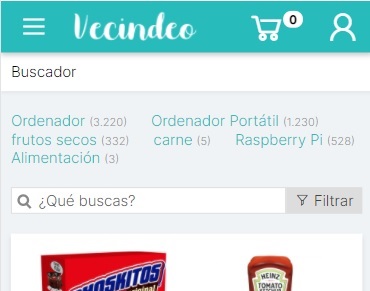 Vecindeo
0
Buscador
Ordenador (3.220) Ordenador Portátil (1.230)
frutos secos (332) carne (5) Raspberry Pi (528)
Alimentación (3)
¿Qué buscas? Filtrar
HEINZ
TOMATO